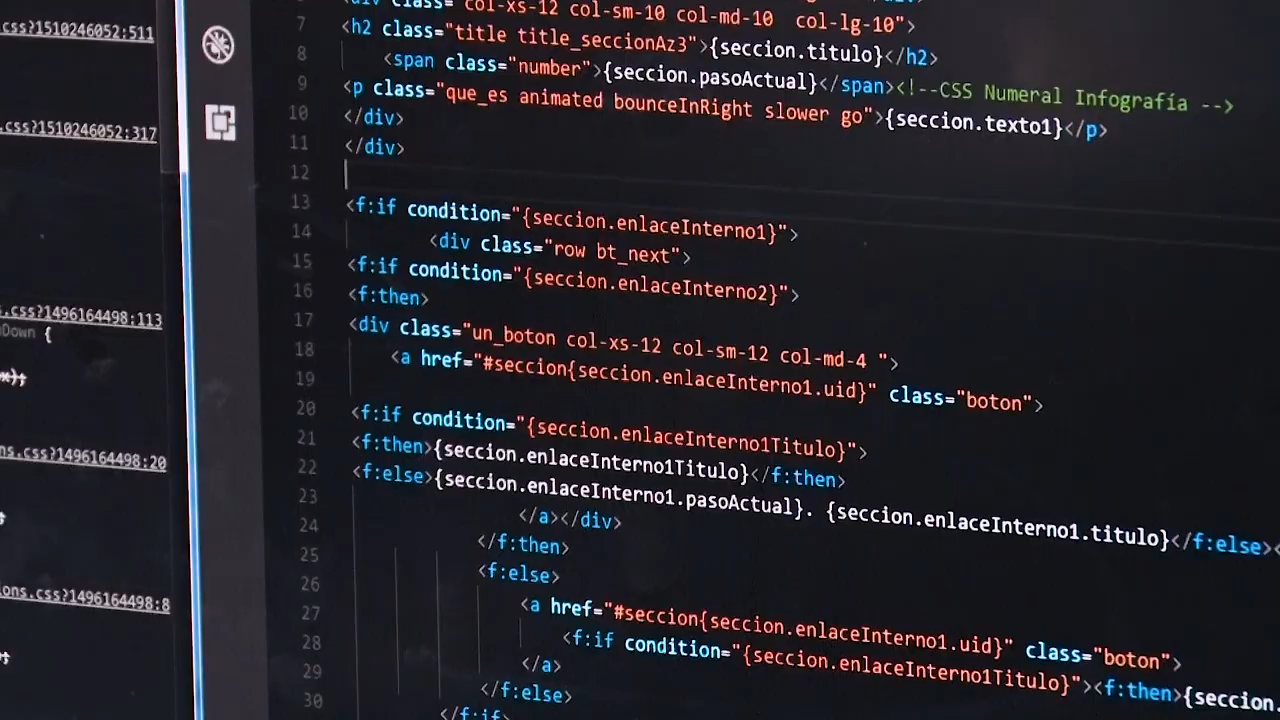 css?1510246052:511
.css?1510246052:317
.css?1496164498:113
Down {
ns.css?1496164498:20
ions.css?1496164498:8
<div class="col-xs-12 col-sm-10 col-md-10 col-lg-10">
7 <h2 class="title title_seccionAz3">{seccion.titulo}</h2>
8 <span class="number">{seccion.pasoActual}</span><!--CSS Numeral Infografía -->
9 <p class="que_es animated bounceInRight slower go">{seccion.texto1}</p>
10 </div>
11 </div>
12
13 <f:if condition="{seccion.enlaceInterno1}">
14 <div class="row bt_next">
15 <f:if condition="{seccion.enlaceInterno2}">
16 <f:then>
17 <div class="un_boton col-xs-12 col-sm-12 col-md-4 ">
18 <a href="#seccion{seccion.enlaceInterno1.uid}" class="boton">
19
20 <f:if condition="{seccion.enlaceInterno1Titulo}">
21 <f:then>{seccion.enlaceInterno1Titulo}</f:then>
22 <f:else>{seccion.enlaceInterno1.pasoActual}. {seccion.enlaceInterno1.titulo}</f:else><
23 </a></div>
24 </f:then>
25 <f:else>
26 <a href="#seccion{seccion.enlaceInterno1.uid}" class="boton">
27 <f:if condition="{seccion.enlaceInterno1Titulo}"><f:then>{seccion.
28 </a>
29 </f:else>
30 </f:if>